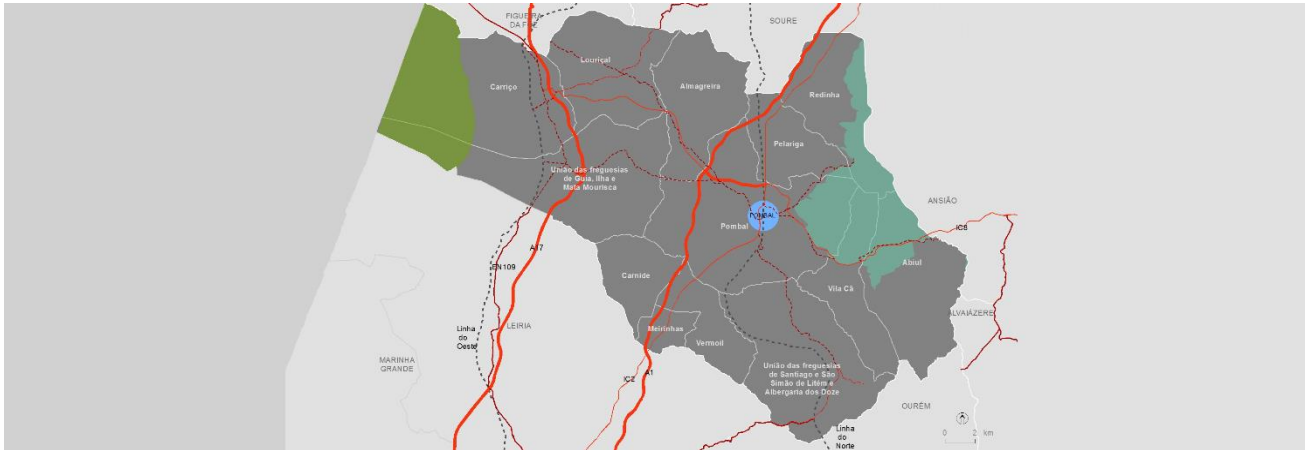 FIGUEIRA
DA FOZ
SOURE
Louriçal
Carriço
Almagreira
Redinha
Pelariga
União das freguesias
de Guia, Ilha e
Mata Mourisca
ANSIÃO
POMBAL
Pombal
IC8
A17
EN109
Carnide
Abiul
Vila Cã
ALVAIÁZERE
LEIRIA
Linha
do
Oeste
Meirinhas
Vermoil
MARINHA
GRANDE
União das freguesias
de Santiago e São
Simão de Litém e
Albergaria dos Doze
A1
IC2
OURÉM
Linha
do
Norte
0 2 km